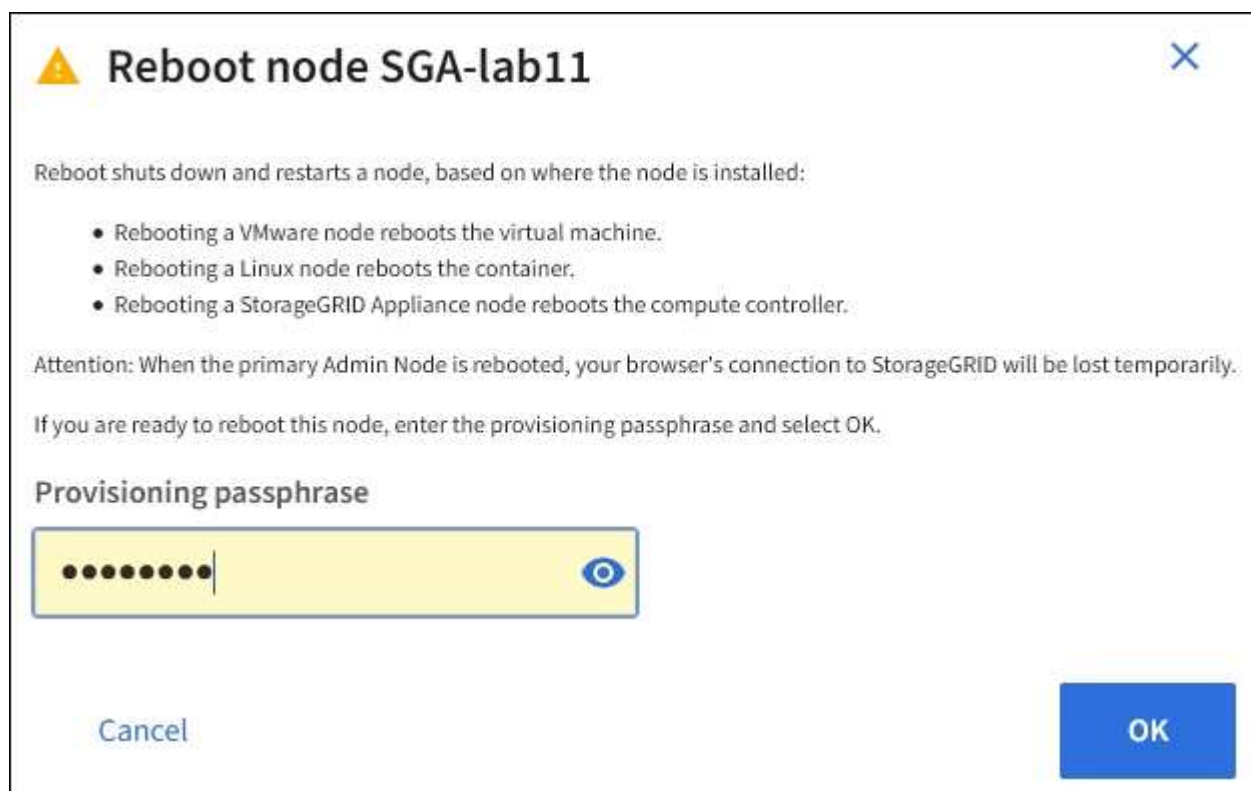 Reboot node SGA-lab11
Reboot shuts down and restarts a node, based on where the node is installed:
• Rebooting a VMware node reboots the virtual machine.
• Rebooting a Linux node reboots the container.
• Rebooting a StorageGRID Appliance node reboots the compute controller.
Attention: When the primary Admin Node is rebooted, your browser's connection to StorageGRID will be lost temporarily.
If you are ready to reboot this node, enter the provisioning passphrase and select OK.
Provisioning passphrase
••••••••
Cancel
OK